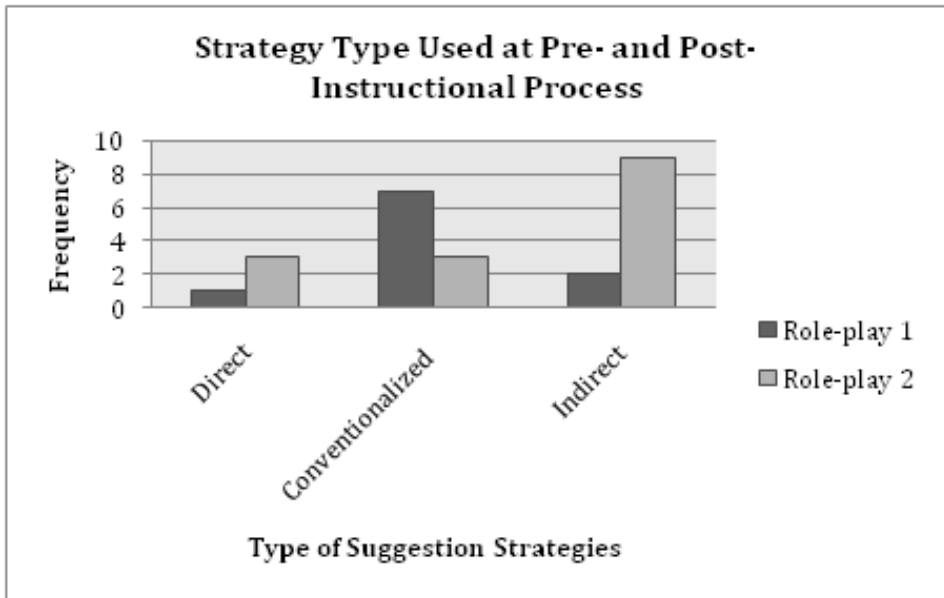 Strategy Type Used at Pre- and Post-
Instructional Process
Frequency
10
8
6
4
2
0
Direct
Conventionalized
Indirect
Role-play 1
Role-play 2
Type of Suggestion Strategies